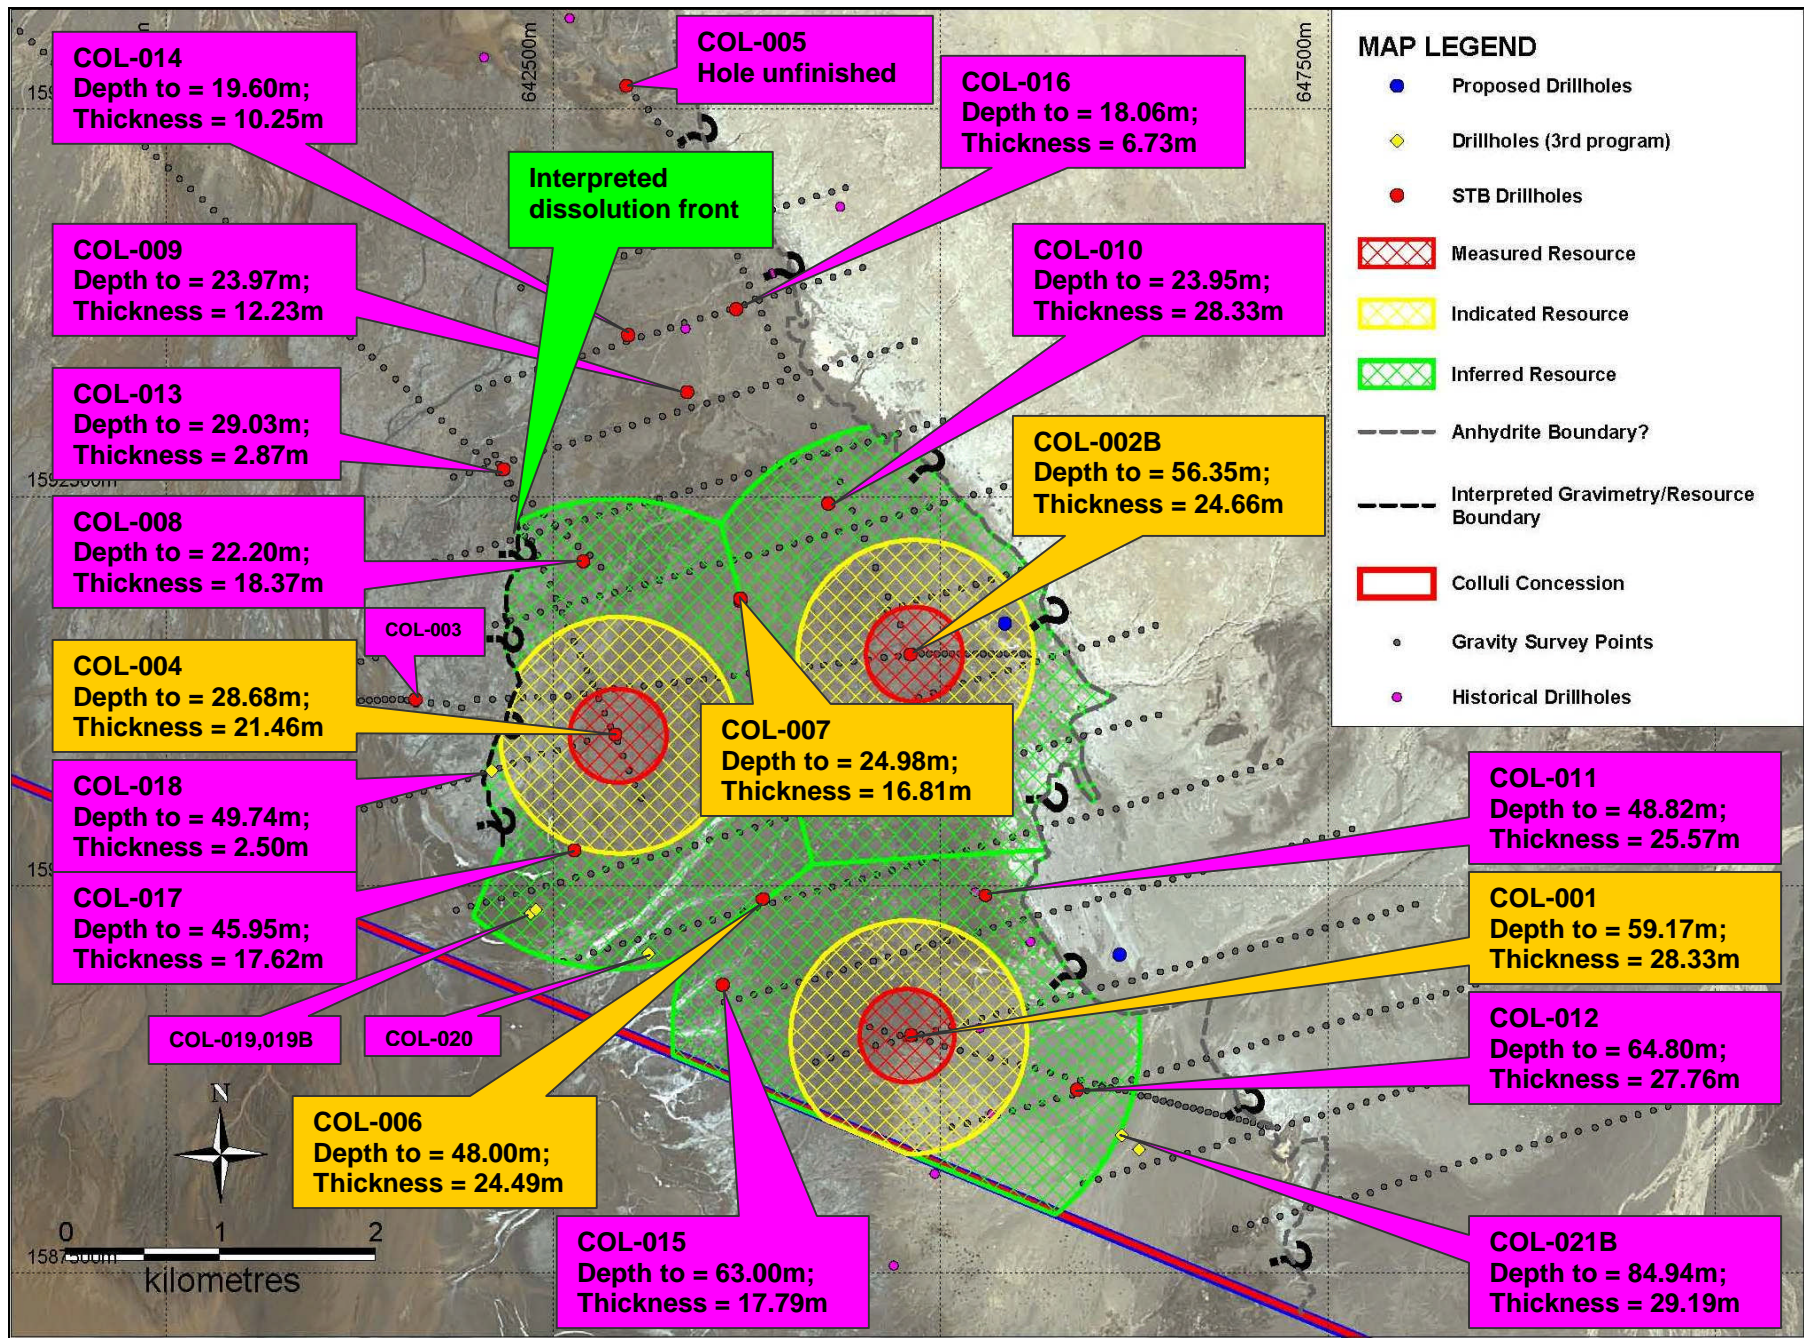 COL-014
Depth to = 19.60m;
Thickness = 10.25m
642500m
COL-005
Hole unfinished
COL-016
Depth to = 18.06m;
Thickness = 6.73m
647500m
MAP LEGEND
Proposed Drillholes
Drillholes (3rd program)
STB Drillholes
Measured Resource
Indicated Resource
Inferred Resource
Anhydrite Boundary?
Interpreted Gravimetry/Resource
Boundary
Colluli Concession
Gravity Survey Points
Historical Drillholes
Interpreted
dissolution front
COL-009
Depth to = 23.97m;
Thickness = 12.23m
COL-010
Depth to = 23.95m;
Thickness = 28.33m
COL-013
Depth to = 29.03m;
Thickness = 2.87m
COL-002B
Depth to = 56.35m;
Thickness = 24.66m
COL-008
Depth to = 22.20m;
Thickness = 18.37m
COL-003
COL-004
Depth to = 28.68m;
Thickness = 21.46m
COL-007
Depth to = 24.98m;
Thickness = 16.81m
COL-018
Depth to = 49.74m;
Thickness = 2.50m
COL-011
Depth to = 48.82m;
Thickness = 25.57m
COL-017
Depth to = 45.95m;
Thickness = 17.62m
COL-001
Depth to = 59.17m;
Thickness = 28.33m
COL-019,019B
COL-020
COL-012
Depth to = 64.80m;
Thickness = 27.76m
N
COL-006
Depth to = 48.00m;
Thickness = 24.49m
COL-015
Depth to = 63.00m;
Thickness = 17.79m
COL-021B
Depth to = 84.94m;
Thickness = 29.19m
0 1 2
1587500m
kilometres
? ? ? ? ? ? ? ? ? ? ? ?